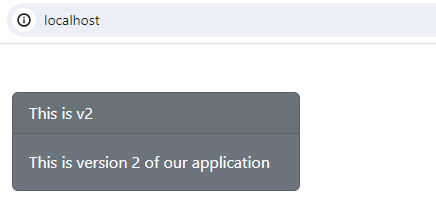 localhost
This is v2
This is version 2 of our application